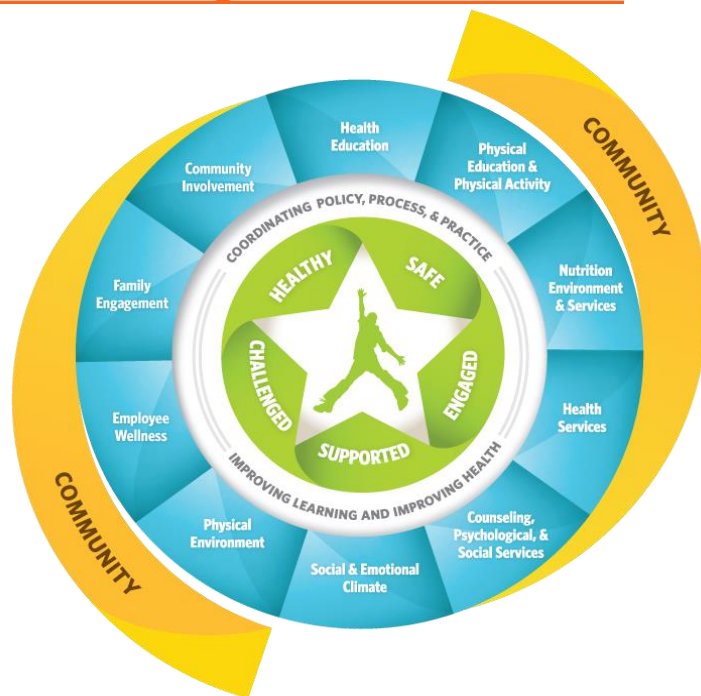 COMMUNITY
Health
Education
Physical
Education &
Physical Activity
Nutrition
Environment
& Services
Health
Services
Counseling,
Psychological, &
Social Services
Social & Emotional
Climate
Physical
Environment
Employee
Wellness
Family
Engagement
Community
Involvement
COORDINATING POLICY, PROCESS, & PRACTICE
IMPROVING LEARNING AND IMPROVING HEALTH
HEALTHY
SAFE
ENGAGED
SUPPORTED
CHALLENGED
COMMUNITY